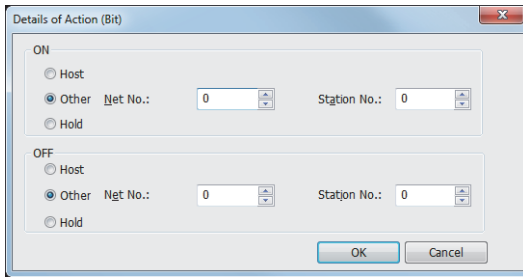 Details of Action (Bit)
ON
Host
Other Net No.: 0 Station No.: 0
Hold
OFF
Host
Other Net No.: 0 Station No.: 0
Hold
OK Cancel